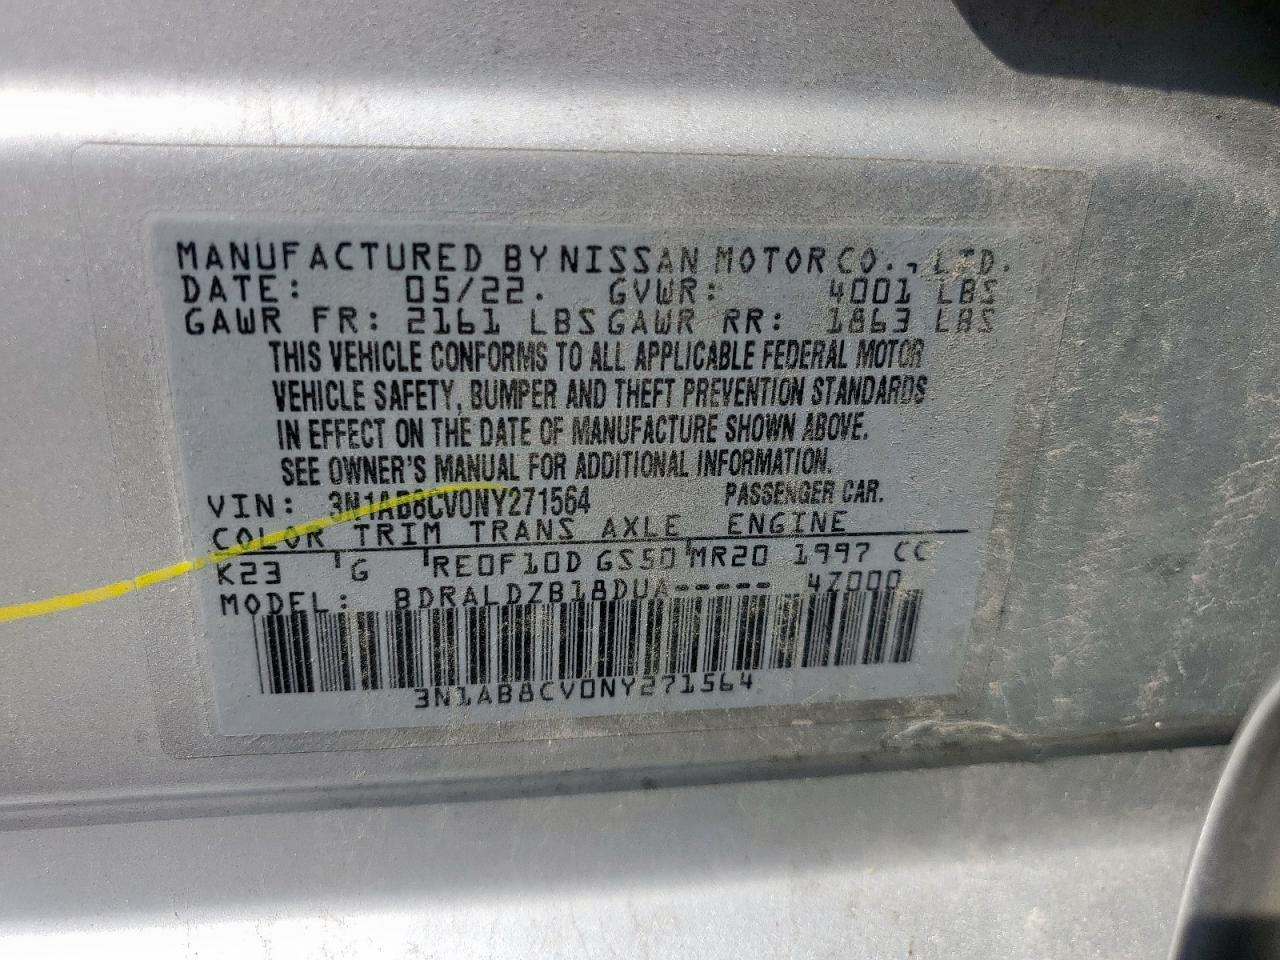 MANUFACTURED BY NISSAN MOTOR CO., LTD.
DATE: 05/22. GVWR: 4001 LBS
GAWR FR: 2161 LBS GAWR RR: 1863 LBS
THIS VEHICLE CONFORMS TO ALL APPLICABLE FEDERAL MOTOR
VEHICLE SAFETY, BUMPER AND THEFT PREVENTION STANDARDS
IN EFFECT ON THE DATE OF MANUFACTURE SHOWN ABOVE.
SEE OWNER'S MANUAL FOR ADDITIONAL INFORMATION.
VIN: 3N1AB8CV0NY271564 PASSENGER CAR.
COLOR TRIM TRANS AXLE ENGINE
K23 G RE0F10D GS50 MR20 1997 CC
MODEL: BDRALDZB18DUA----- 4Z000
3N1AB8CV0NY271564